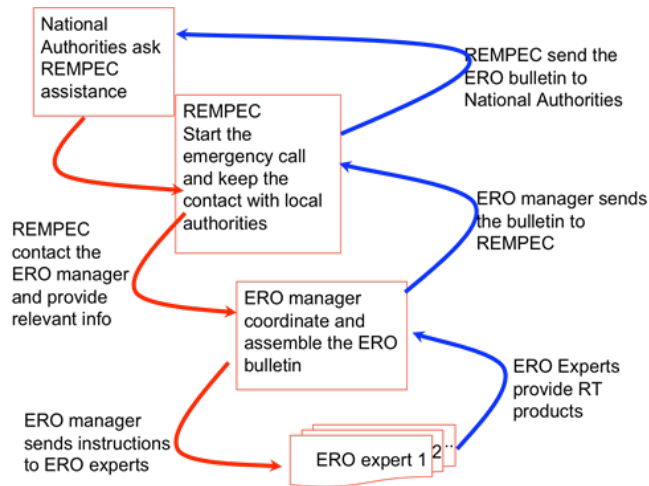 National
Authorities ask
REMPEC
assistance
REMPEC send the
ERO bulletin to
National Authorities
REMPEC
Start the
emergency call
and keep the
contact with local
authorities
ERO manager sends
the bulletin to
REMPEC
REMPEC
contact the
ERO manager
and provide
relevant info
ERO manager
coordinate and
assemble the ERO
bulletin
ERO Experts
provide RT
products
ERO manager
sends instructions
to ERO experts
ERO expert 1
2
...